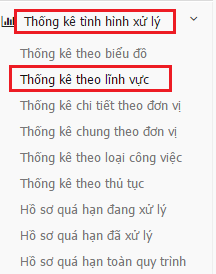 Thống kê tình hình xử lý
Thống kê theo biểu đồ
Thống kê theo lĩnh vực
Thống kê chi tiết theo đơn vị
Thống kê chung theo đơn vị
Thống kê theo loại công việc
Thống kê theo thủ tục
Hồ sơ quá hạn đang xử lý
Hồ sơ quá hạn đã xử lý
Hồ sơ quá hạn toàn quy trình